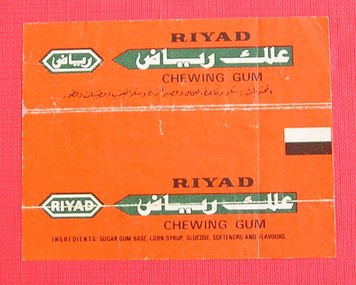 RIYAD
رياض
علك رياض
CHEWING GUM
RIYAD
RIYAD
علك رياض
CHEWING GUM
INGREDIENTS: SUGAR GUM BASE, CORN SYRUP, GLUCOSE, SOFTENERS AND FLAVOURS